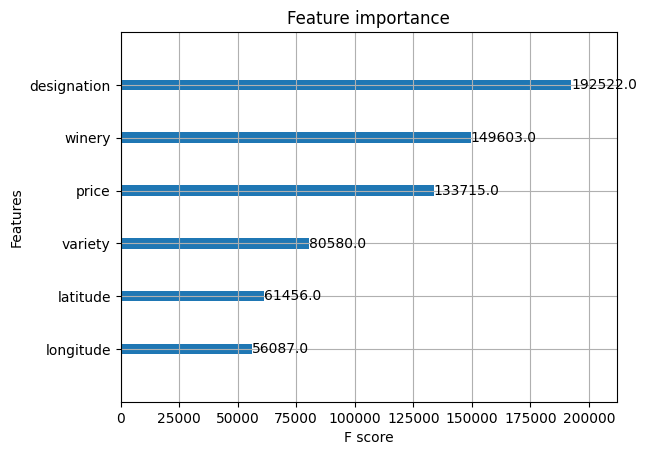 Feature importance
designation 192522.0
winery 149603.0
price 133715.0
variety 80580.0
latitude 61456.0
longitude 56087.0
Features
0 25000 50000 75000 100000 125000 150000 175000 200000
F score